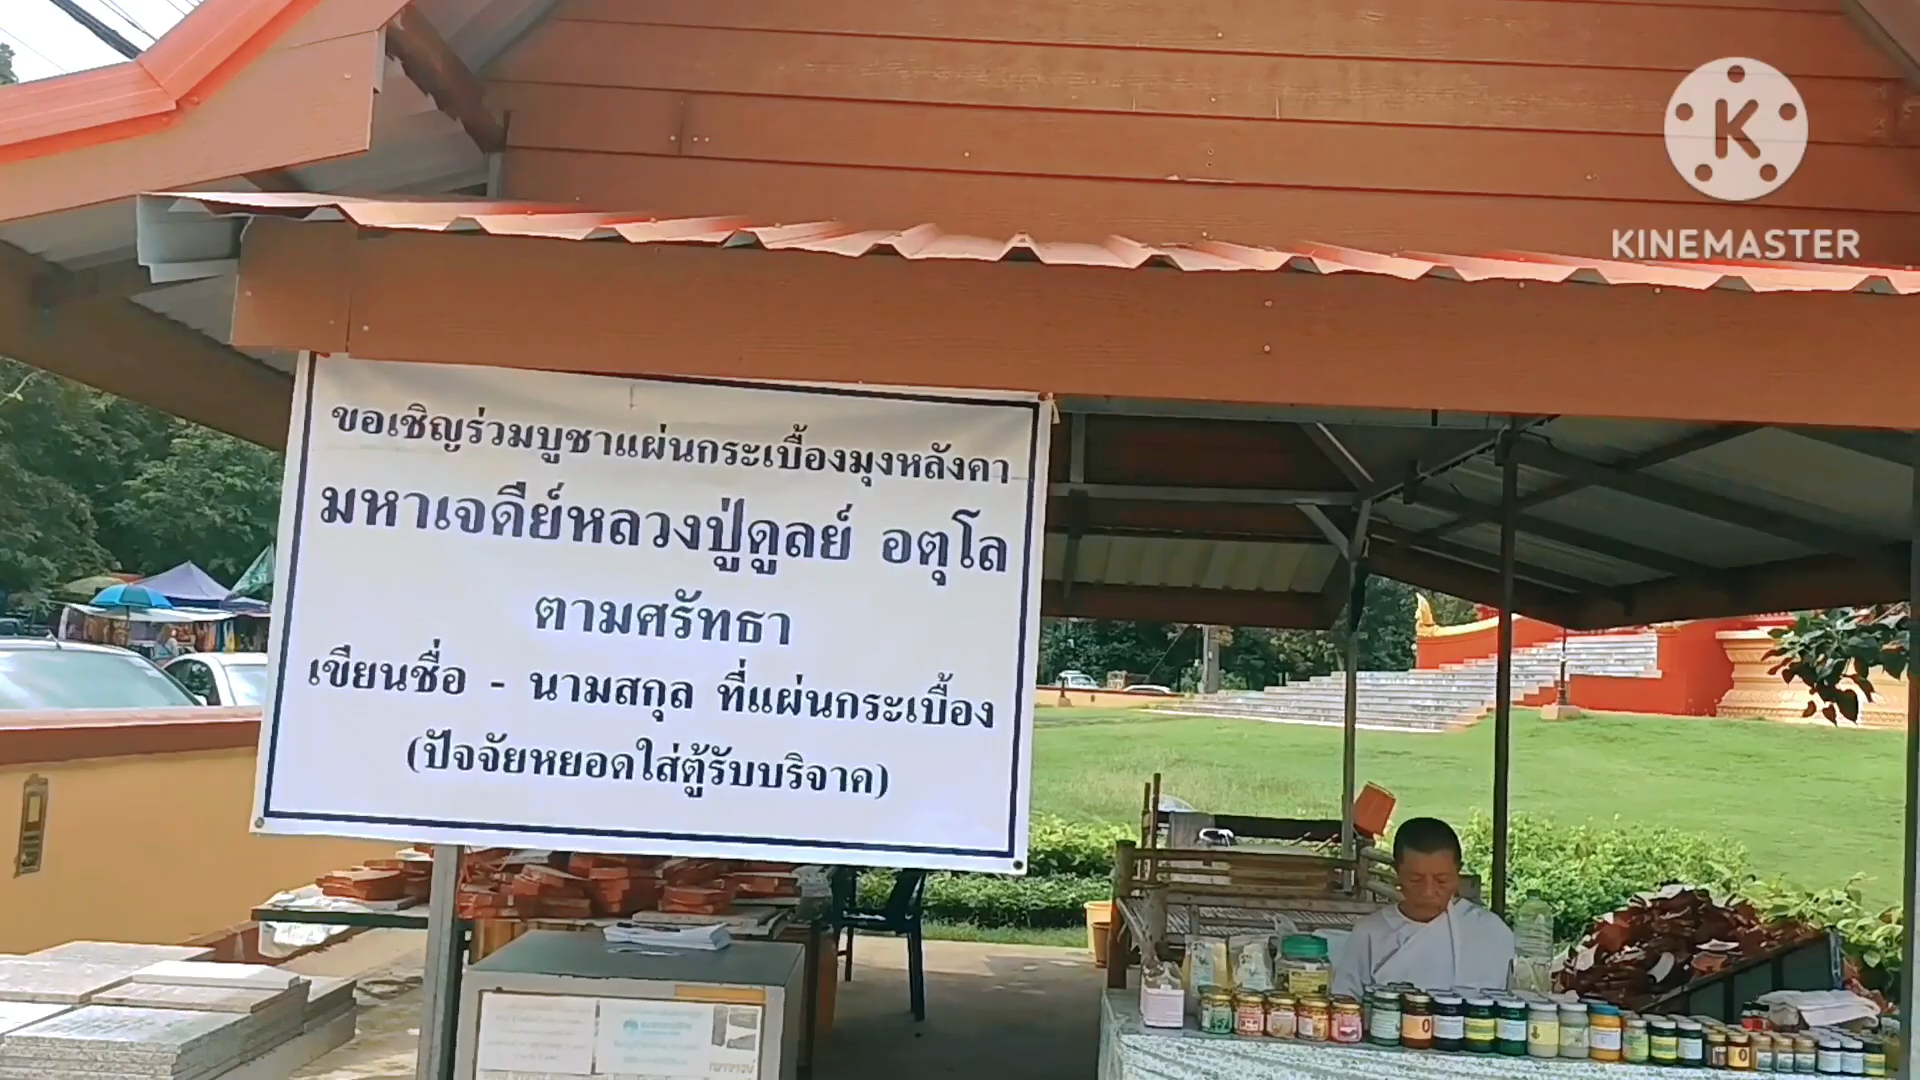 K
KINEMASTER
ขอเชิญร่วมบูชาแผ่นกระเบื้องมุงหลังคา
มหาเจดีย์หลวงปู่ดูลย์ อตุโล
ตามศรัทธา
เขียนชื่อ - นามสกุล ที่แผ่นกระเบื้อง
(ปัจจัยหยอดใส่ตู้รับบริจาค)